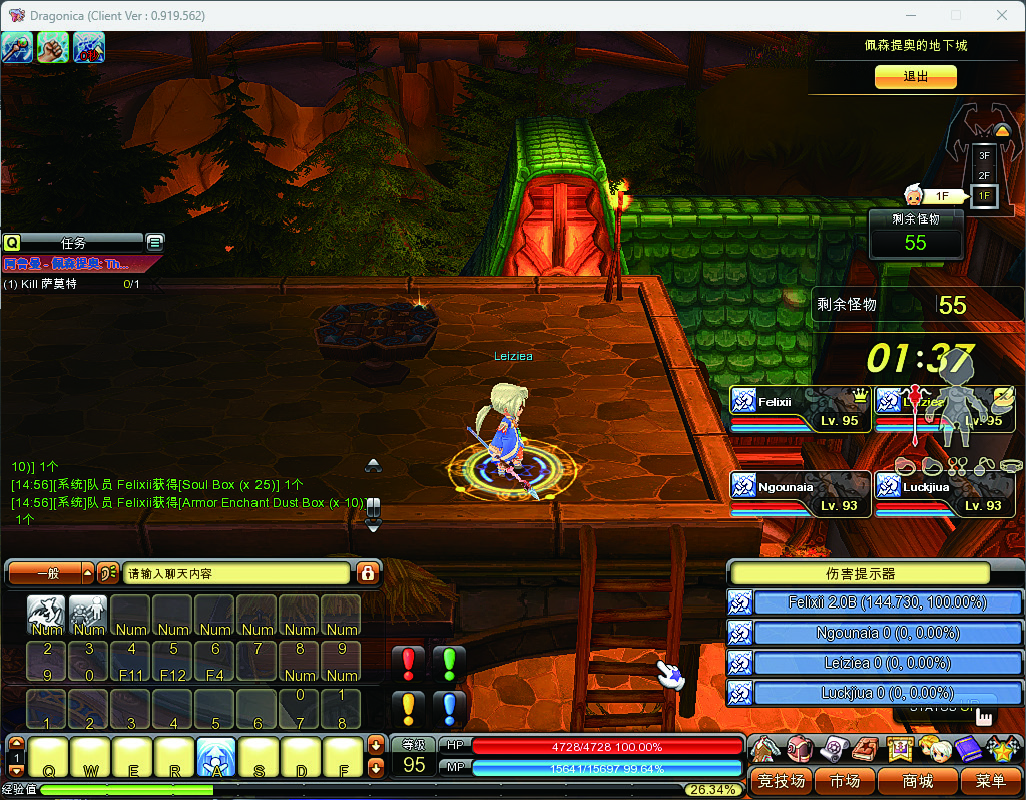 Dragonica (Client Ver : 0.919.562)
佩森提奥的地下城
退出
3F
2F
1F
1F
剩余怪物
55
Q
任务
阿鲁曼 - 佩森提奥: Th...
(1) Kill 萨莫特 0/1
剩余怪物 55
01:37
Leiziea
Felixii
Lv. 95
Leiziea
Lv. 95
Ngounaia
Lv. 93
Luckjiua
Lv. 93
10)] 1个
[14:56][系统]队员 Felixii获得[Soul Box (x 25)] 1个
[14:56][系统]队员 Felixii获得[Armor Enchant Dust Box (x 10)]
1个
一般
请输入聊天内容
伤害提示器
Felixii 2.0B (144.730, 100.00%)
Ngounaia 0 (0, 0.00%)
Leiziea 0 (0, 0.00%)
Luckjiua 0 (0, 0.00%)
Num Num Num Num Num Num Num Num
2 3 4 5 6 7 8 9
9 0 F11 F12 F4 Num Num
0 1
1 2 3 4 5 6 7 8
1
Q W E R A S D F
等级
95
HP 4728/4728 100.00%
MP 15641/15697 99.64%
竞技场
市场
商城
菜单
经验值
26.34%